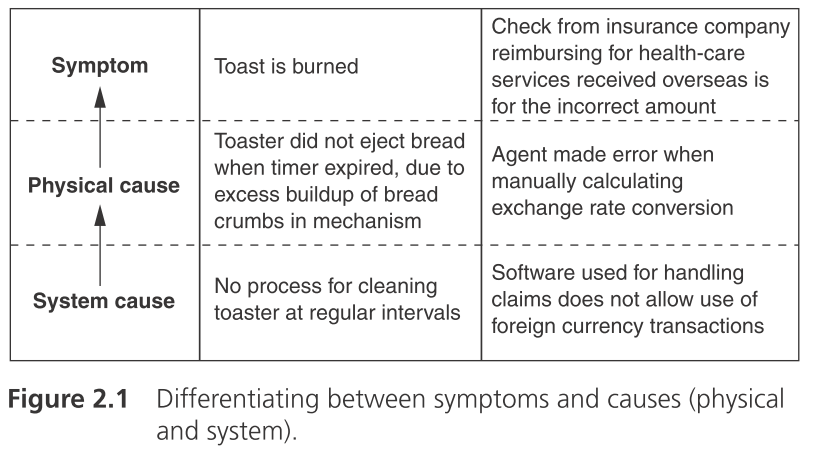 Symptom
Toast is burned
Check from insurance company
reimbursing for health-care
services received overseas is
for the incorrect amount
Physical cause
Toaster did not eject bread
when timer expired, due to
excess buildup of bread
crumbs in mechanism
Agent made error when
manually calculating
exchange rate conversion
System cause
No process for cleaning
toaster at regular intervals
Software used for handling
claims does not allow use of
foreign currency transactions
Figure 2.1 Differentiating between symptoms and causes (physical
and system).